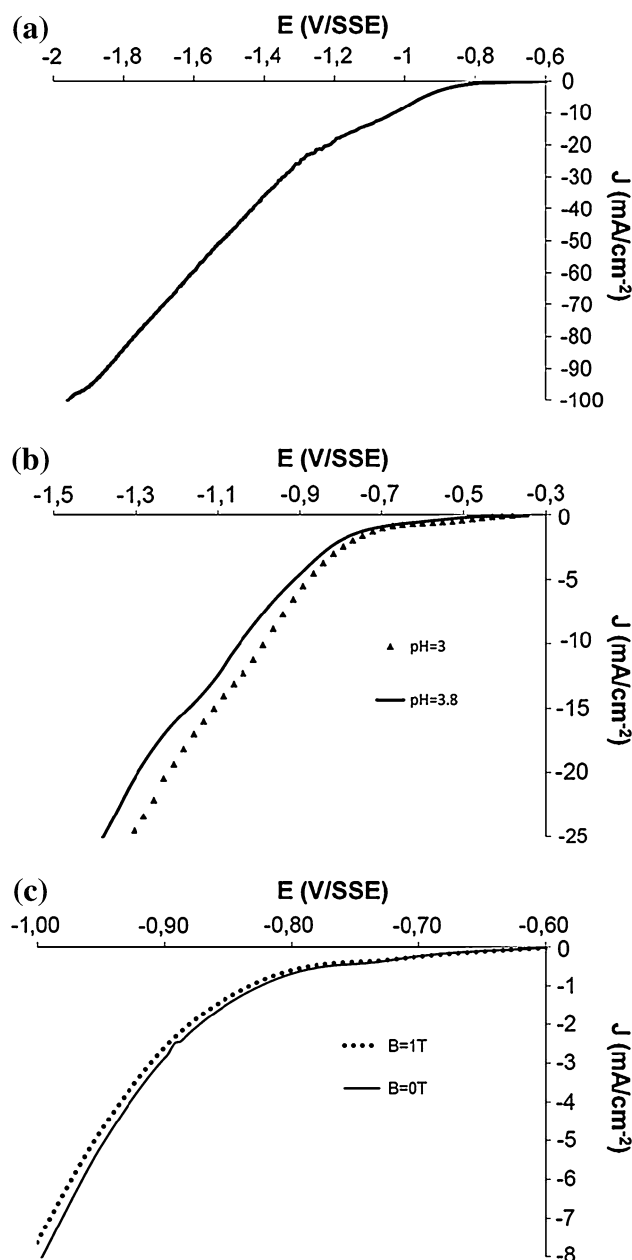 (a)
E (V/SSE)
-2 -1,8 -1,6 -1,4 -1,2 -1 -0,8 -0,6
0
-10
-20
-30
-40
-50
-60
-70
-80
-90
-100
J (mA/cm⁻²)
(b)
E (V/SSE)
-1,5 -1,3 -1,1 -0,9 -0,7 -0,5 -0,3
0
-5
-10
-15
-20
-25
J (mA/cm⁻²)
pH=3
pH=3.8
(c)
E (V/SSE)
-1,00 -0,90 -0,80 -0,70 -0,60
0
-1
-2
-3
-4
-5
-6
-7
-8
J (mA/cm⁻²)
B=1T
B=0T